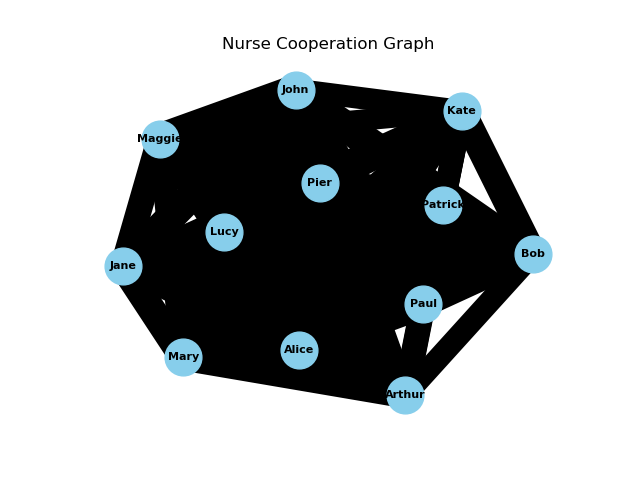 Nurse Cooperation Graph
John
Kate
Maggie
Pier
Patrick
Lucy
Bob
Jane
Paul
Alice
Mary
Arthur